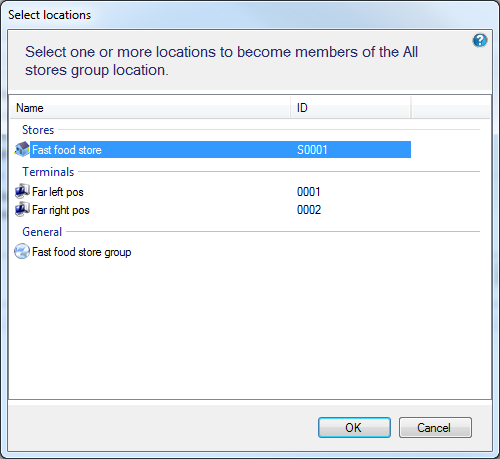 Select locations
Select one or more locations to become members of the All
stores group location.
?
Name ID
Stores
Fast food store S0001
Terminals
Far left pos 0001
Far right pos 0002
General
Fast food store group
OK Cancel